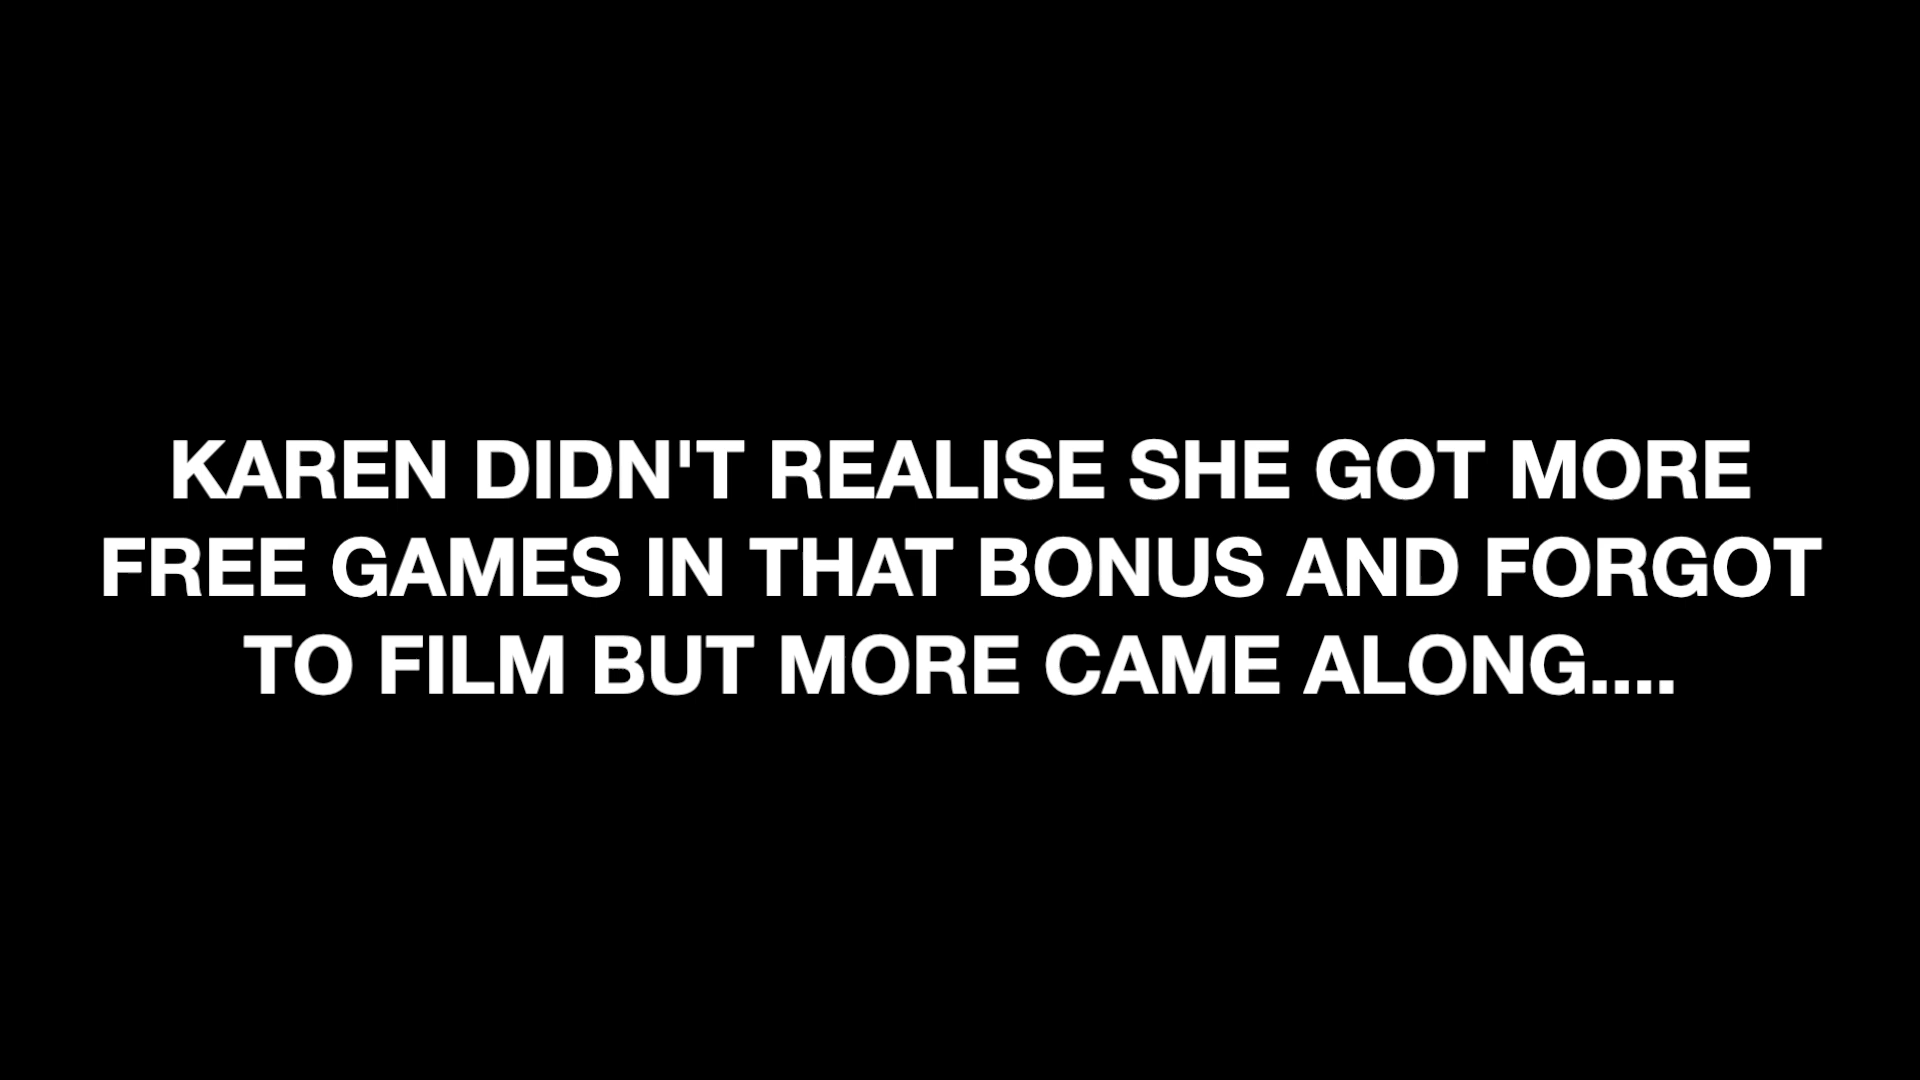 KAREN DIDN'T REALISE SHE GOT MORE
FREE GAMES IN THAT BONUS AND FORGOT
TO FILM BUT MORE CAME ALONG....